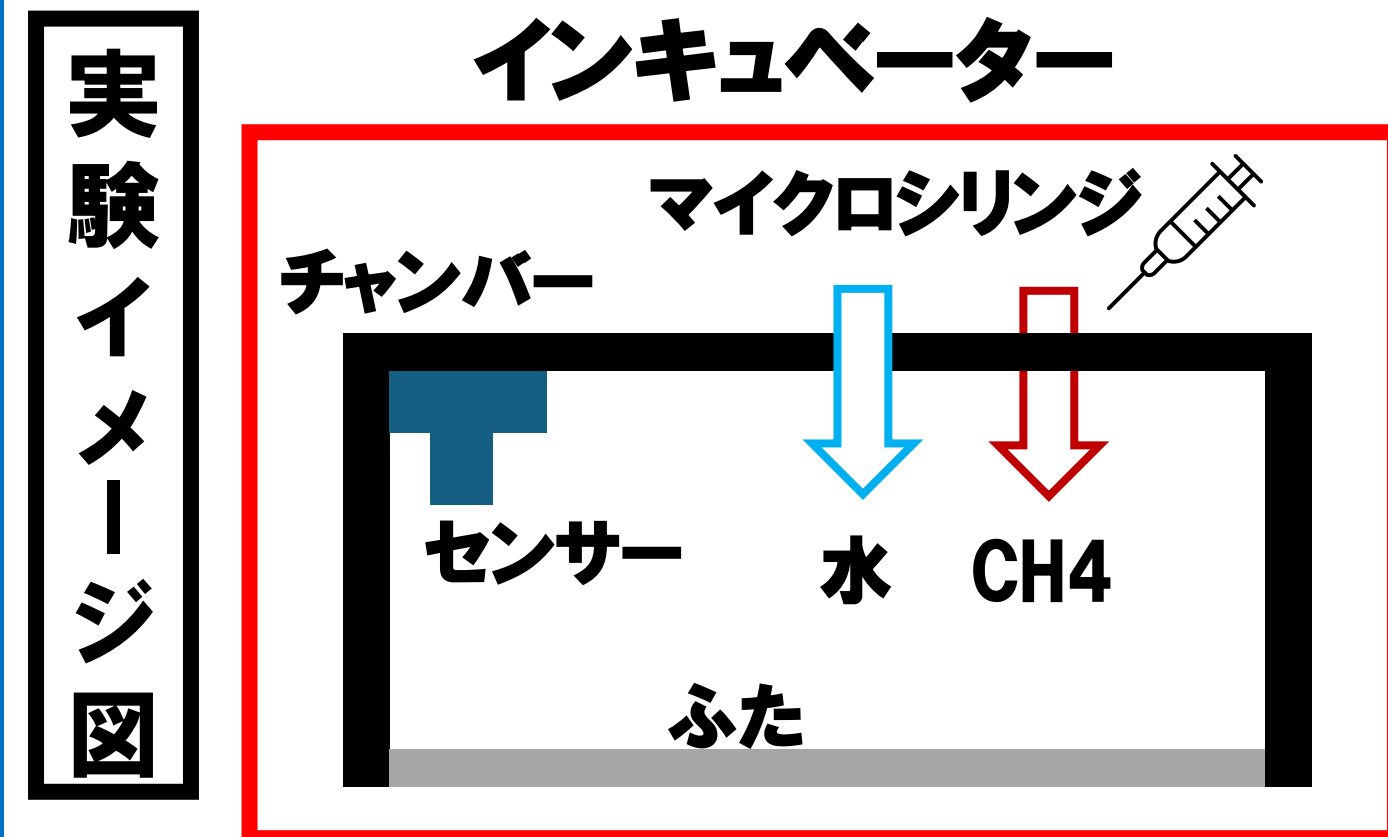 実験イメージ図
インキュベーター
マイクロシリンジ
チャンバー
センサー
水
CH4
ふた